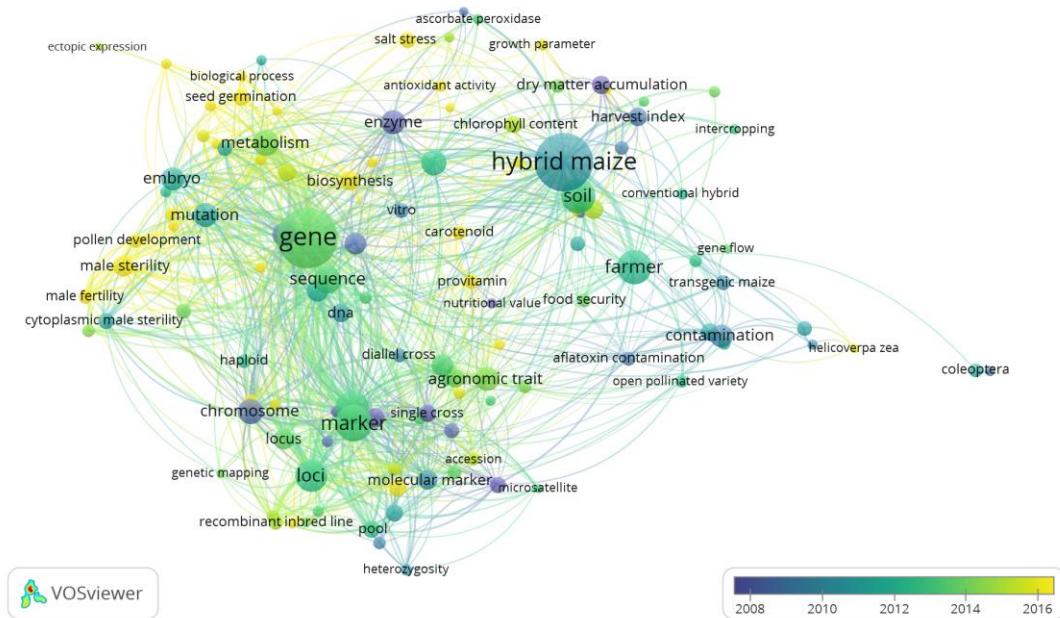 ascorbate peroxidase
ectopic expression
salt stress
growth parameter
biological process
seed germination
antioxidant activity
dry matter accumulation
enzyme
chlorophyll content
harvest index
intercropping
metabolism
hybrid maize
embryo
biosynthesis
soil
conventional hybrid
mutation
vitro
pollen development
gene
carotenoid
gene flow
male sterility
sequence
provitamin
farmer
transgenic maize
male fertility
nutritional value
food security
cytoplasmic male sterility
dna
contamination
haploid
diallel cross
aflatoxin contamination
helicoverpa zea
agronomic trait
open pollinated variety
coleoptera
chromosome
marker
single cross
locus
accession
genetic mapping
loci
molecular marker
microsatellite
recombinant inbred line
pool
heterozygosity
VOSviewer
2008 2010 2012 2014 2016